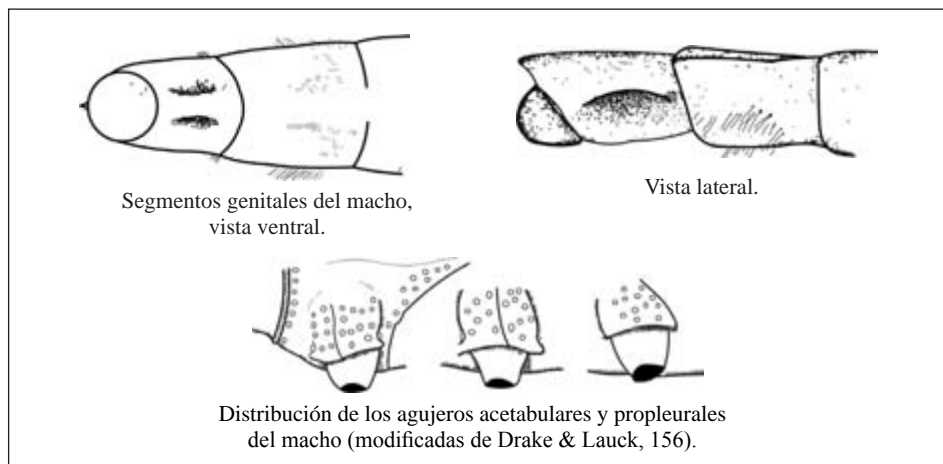 Segmentos genitales del macho,
vista ventral.
Vista lateral.
Distribución de los agujeros acetabulares y propleurales
del macho (modificadas de Drake & Lauck, 156).